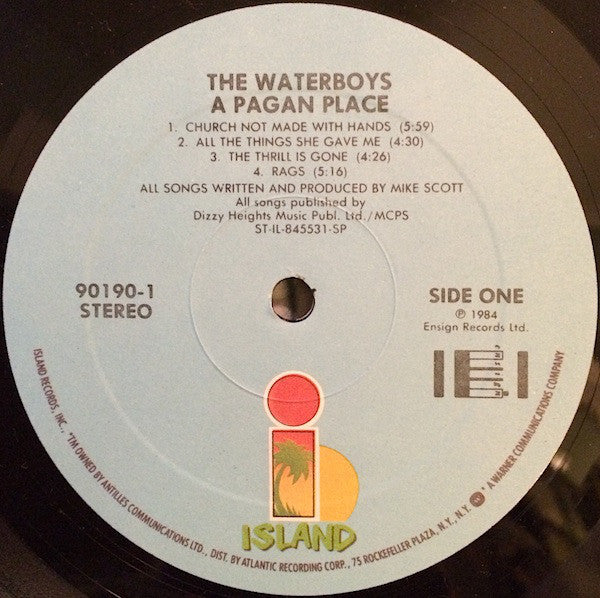 THE WATERBOYS
A PAGAN PLACE
1. CHURCH NOT MADE WITH HANDS (5:59)
2. ALL THE THINGS SHE GAVE ME (4:30)
3. THE THRILL IS GONE (4:26)
4. RAGS (5:16)
ALL SONGS WRITTEN AND PRODUCED BY MIKE SCOTT
All songs published by
Dizzy Heights Music Publ. Ltd./MCPS
ST-IL-845531-SP
90190-1
STEREO
SIDE ONE
℗ 1984
Ensign Records Ltd.
ISLAND
ISLAND RECORDS, INC., *TM OWNED BY ANTILLES COMMUNICATIONS LTD., DIST. BY ATLANTIC RECORDING CORP., 75 ROCKEFELLER PLAZA, N.Y., N.Y. * A WARNER COMMUNICATIONS COMPANY